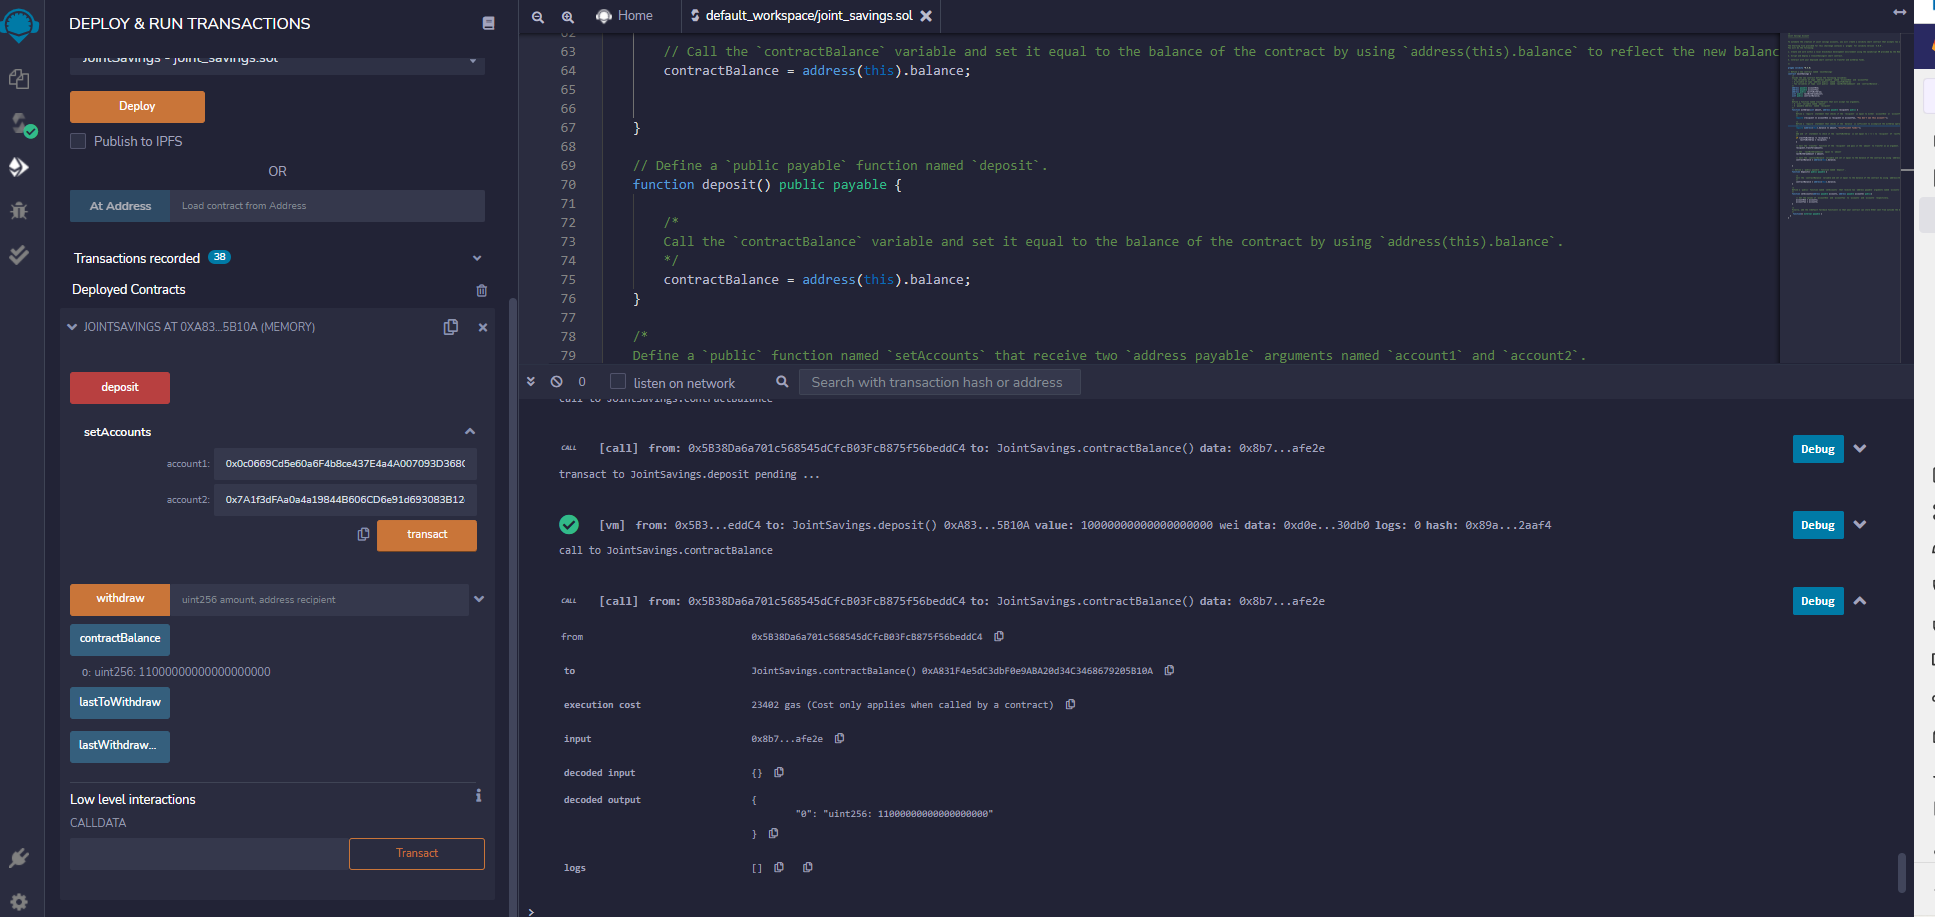 DEPLOY & RUN TRANSACTIONS
JointSavings - joint_savings.sol
Deploy
Publish to IPFS
OR
At Address
Load contract from Address
Transactions recorded 38
Deployed Contracts
JOINTSAVINGS AT 0XA83...5B10A (MEMORY)
deposit
setAccounts
account1: 0x0c0669Cd5e60a6F4b8ce437E4a4A007093D368
account2: 0x7A1f3dFAa0a4a19844B606CD6e91d693083B12
transact
withdraw
uint256 amount, address recipient
contractBalance
0: uint256: 11000000000000000000
lastToWithdraw
lastWithdraw...
Low level interactions
CALLDATA
Transact
Home
default_workspace/joint_savings.sol
62
63 // Call the `contractBalance` variable and set it equal to the balance of the contract by using `address(this).balance` to reflect the new balanc
64 contractBalance = address(this).balance;
65
66
67 }
68
69 // Define a `public payable` function named `deposit`.
70 function deposit() public payable {
71
72 /*
73 Call the `contractBalance` variable and set it equal to the balance of the contract by using `address(this).balance`.
74 */
75 contractBalance = address(this).balance;
76 }
77
78 /*
79 Define a `public` function named `setAccounts` that receive two `address payable` arguments named `account1` and `account2`.
0
listen on network
Search with transaction hash or address
call to JointSavings.contractBalance
CALL [call] from: 0x5B38Da6a701c568545dCfcB03FcB875f56beddC4 to: JointSavings.contractBalance() data: 0x8b7...afe2e
Debug
transact to JointSavings.deposit pending ...
[vm] from: 0x5B3...eddC4 to: JointSavings.deposit() 0xA83...5B10A value: 10000000000000000000 wei data: 0xd0e...30db0 logs: 0 hash: 0x89a...2aaf4
Debug
call to JointSavings.contractBalance
CALL [call] from: 0x5B38Da6a701c568545dCfcB03FcB875f56beddC4 to: JointSavings.contractBalance() data: 0x8b7...afe2e
Debug
from 0x5B38Da6a701c568545dCfcB03FcB875f56beddC4
to JointSavings.contractBalance() 0xA831F4e5dC3dbF0e9ABA20d34C3468679205B10A
execution cost 23402 gas (Cost only applies when called by a contract)
input 0x8b7...afe2e
decoded input {}
decoded output {
"0": "uint256: 11000000000000000000"
}
logs []
>